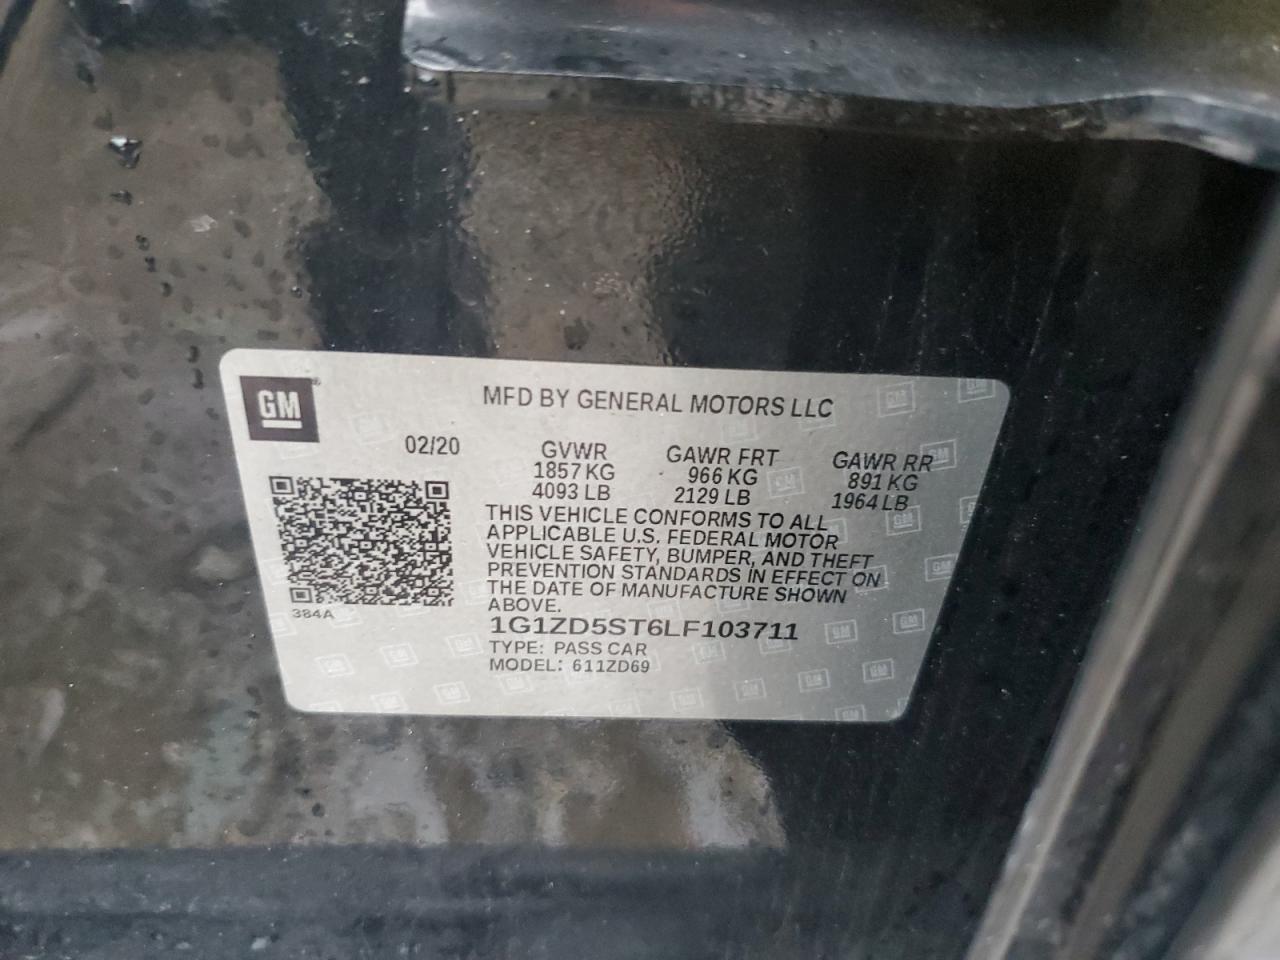 GM
MFD BY GENERAL MOTORS LLC
02/20
GVWR GAWR FRT GAWR RR
1857 KG 966 KG 891 KG
4093 LB 2129 LB 1964 LB
THIS VEHICLE CONFORMS TO ALL
APPLICABLE U.S. FEDERAL MOTOR
VEHICLE SAFETY, BUMPER, AND THEFT
PREVENTION STANDARDS IN EFFECT ON
THE DATE OF MANUFACTURE SHOWN
ABOVE.
384A
1G1ZD5ST6LF103711
TYPE: PASS CAR
MODEL: 611ZD69